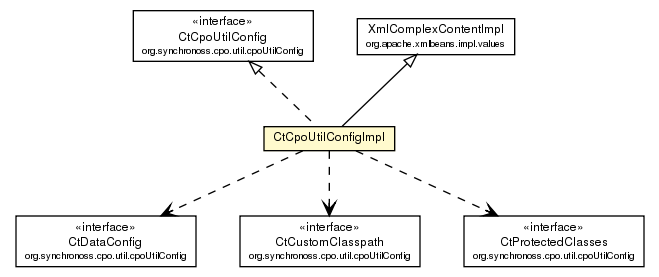 «interface»
CtCpoUtilConfig
org.synchronoss.cpo.util.cpoUtilConfig
XmlComplexContentImpl
org.apache.xmlbeans.impl.values
CtCpoUtilConfigImpl
«interface»
CtDataConfig
org.synchronoss.cpo.util.cpoUtilConfig
«interface»
CtCustomClasspath
org.synchronoss.cpo.util.cpoUtilConfig
«interface»
CtProtectedClasses
org.synchronoss.cpo.util.cpoUtilConfig